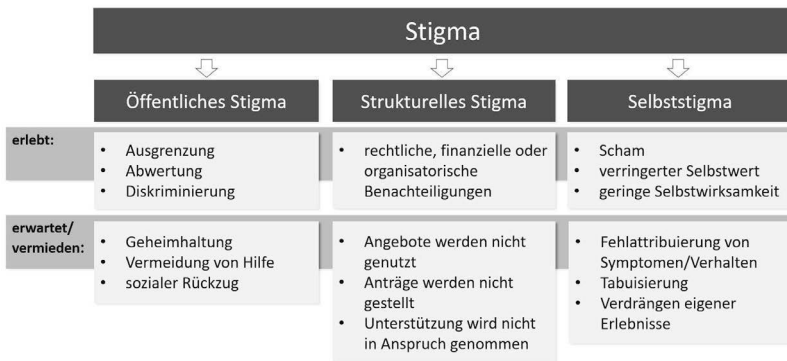 Stigma
Öffentliches Stigma
Strukturelles Stigma
Selbststigma
erlebt:
• Ausgrenzung
• Abwertung
• Diskriminierung
• rechtliche, finanzielle oder
organisatorische
Benachteiligungen
• Scham
• verringerter Selbstwert
• geringe Selbstwirksamkeit
erwartet/
vermieden:
• Geheimhaltung
• Vermeidung von Hilfe
• sozialer Rückzug
• Angebote werden nicht
genutzt
• Anträge werden nicht
gestellt
• Unterstützung wird nicht
in Anspruch genommen
• Fehlattribuierung von
Symptomen/Verhalten
• Tabuisierung
• Verdrängen eigener
Erlebnisse